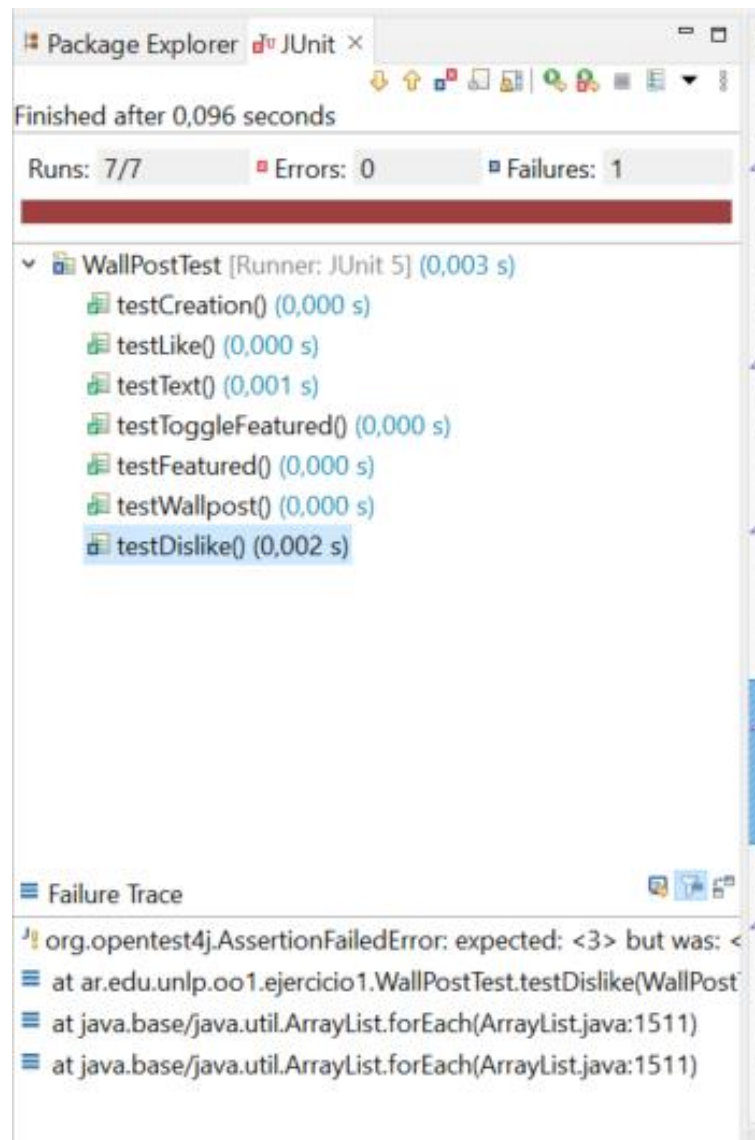 Package Explorer JUnit
Finished after 0,096 seconds
Runs: 7/7 Errors: 0 Failures: 1
WallPostTest [Runner: JUnit 5] (0,003 s)
testCreation() (0,000 s)
testLike() (0,000 s)
testText() (0,001 s)
testToggleFeatured() (0,000 s)
testFeatured() (0,000 s)
testWallpost() (0,000 s)
testDislike() (0,002 s)
Failure Trace
org.opentest4j.AssertionFailedError: expected: <3> but was: <
at ar.edu.unlp.oo1.ejercicio1.WallPostTest.testDislike(WallPost
at java.base/java.util.ArrayList.forEach(ArrayList.java:1511)
at java.base/java.util.ArrayList.forEach(ArrayList.java:1511)